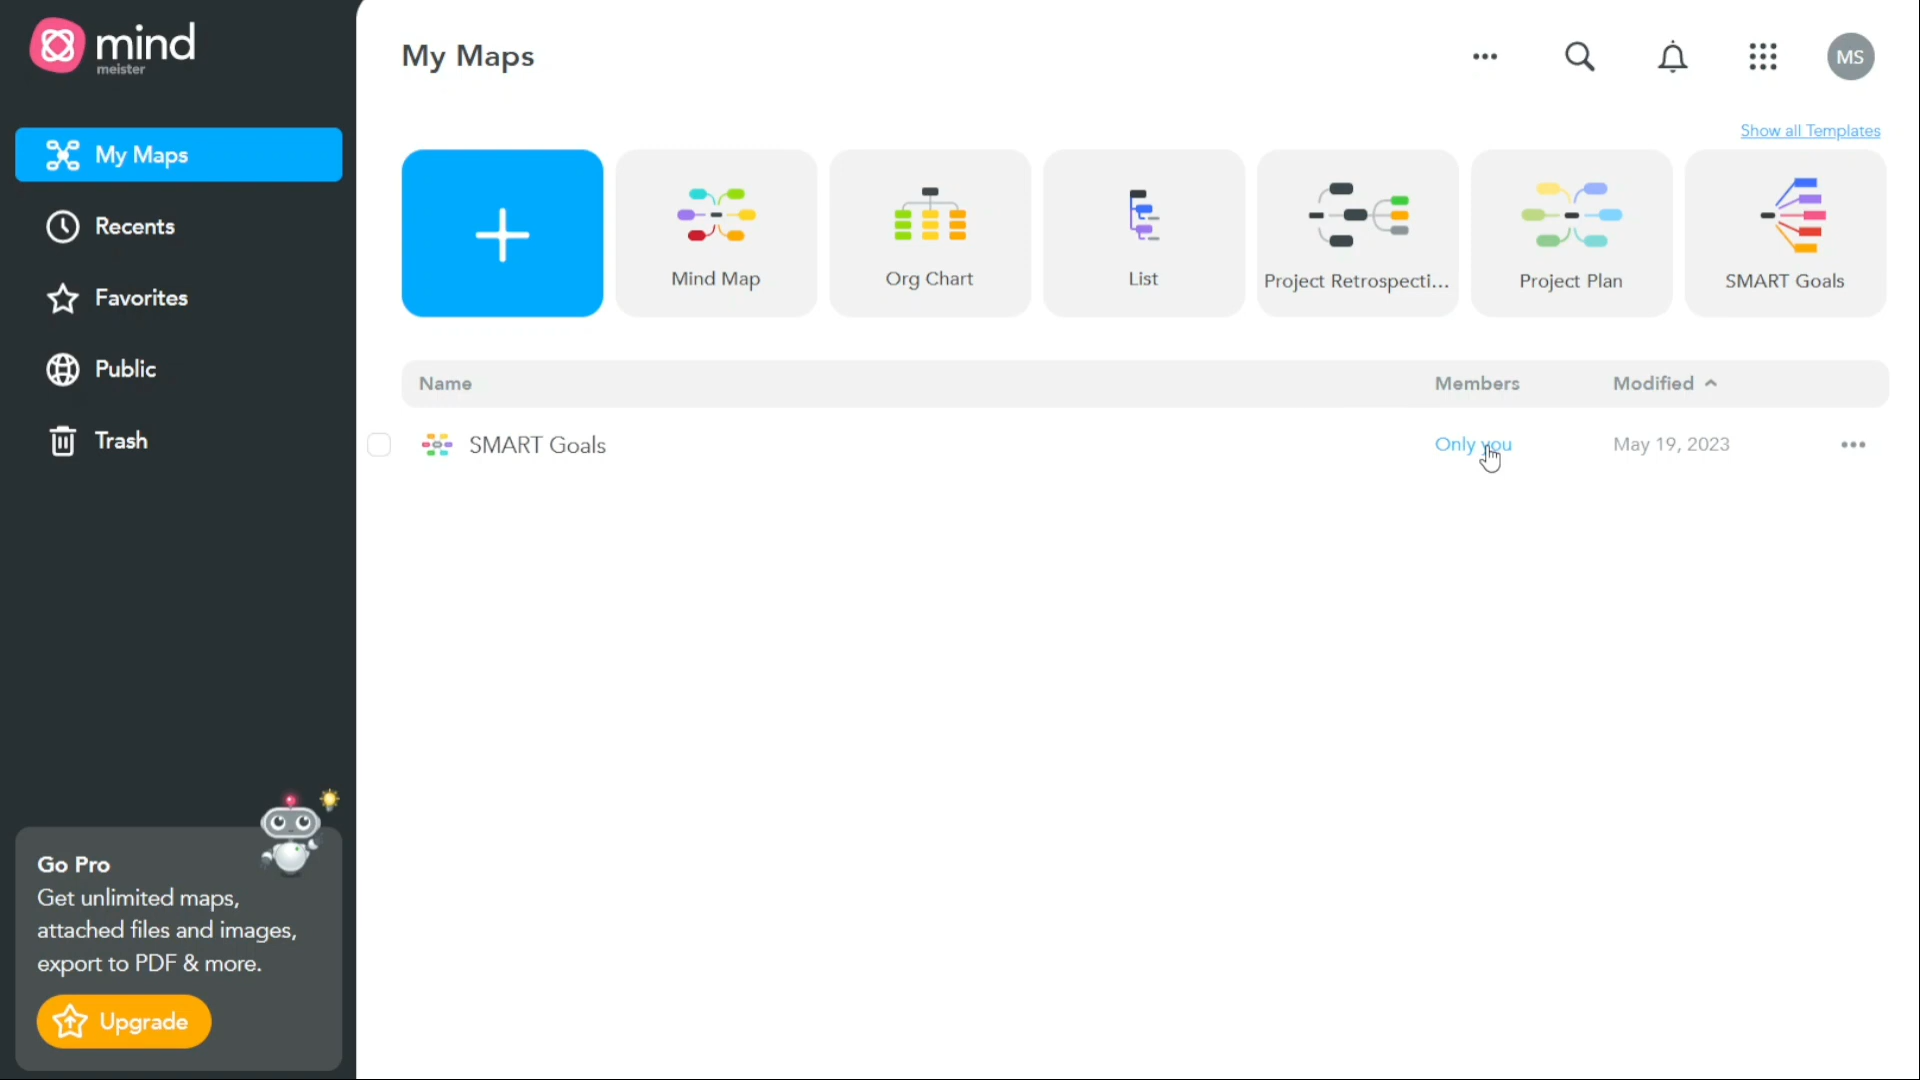 mind
meister
My Maps
Recents
Favorites
Public
Trash
Go Pro
Get unlimited maps,
attached files and images,
export to PDF & more.
Upgrade
My Maps
MS
Show all Templates
Mind Map
Org Chart
List
Project Retrospecti...
Project Plan
SMART Goals
Name Members Modified
SMART Goals Only you May 19, 2023